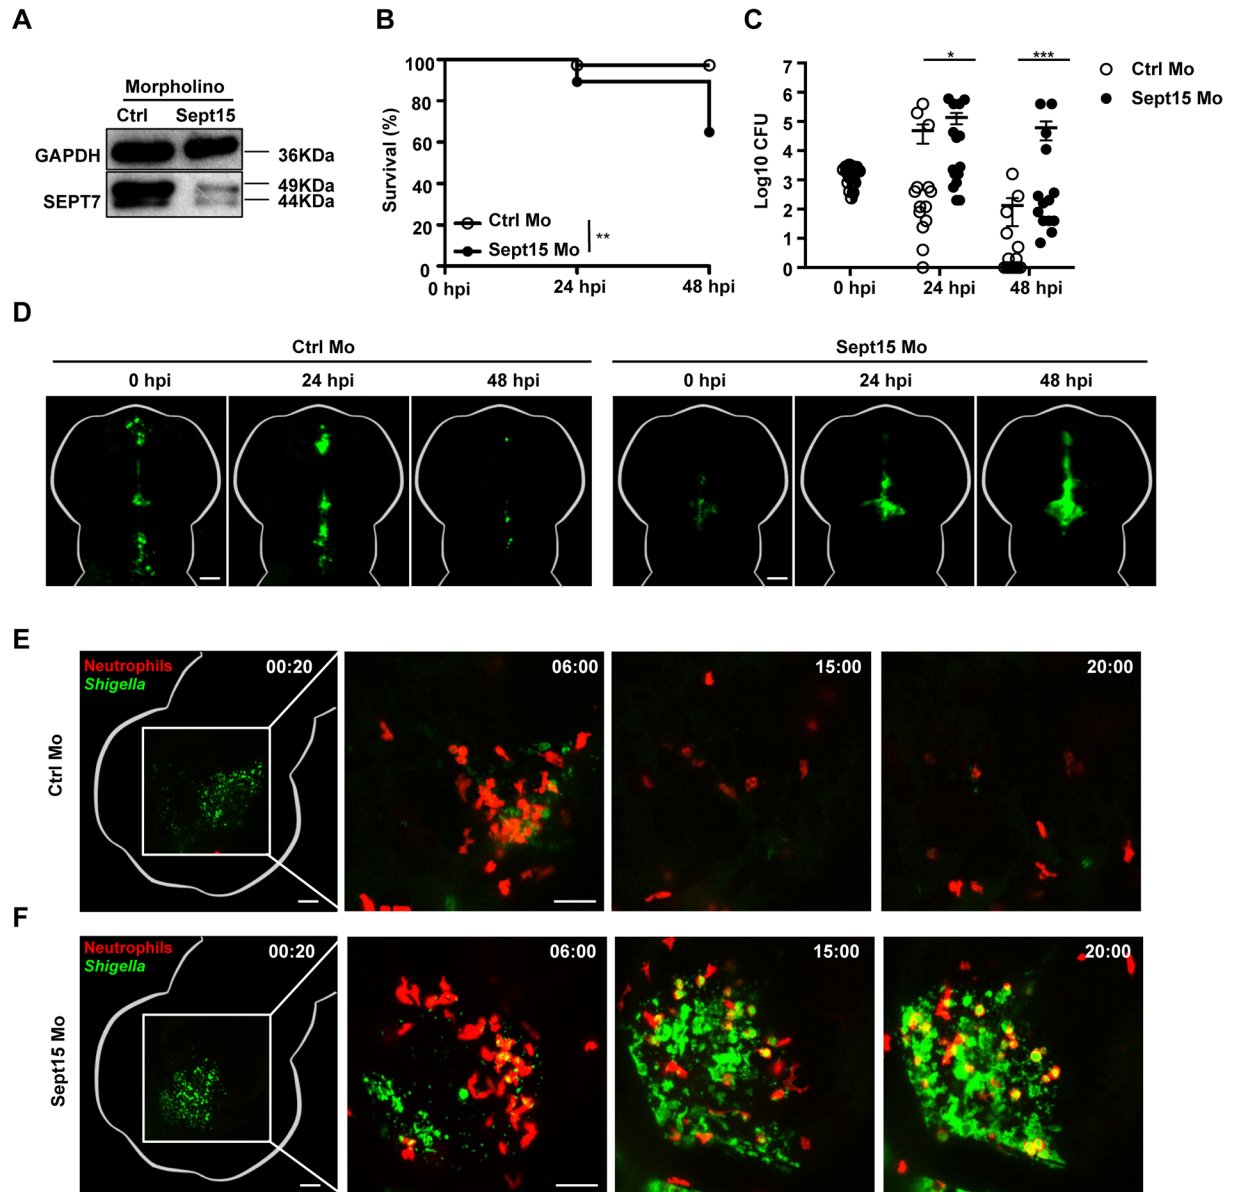 A
Morpholino
Ctrl Sept15
GAPDH
36KDa
SEPT7
49KDa
44KDa
B
Survival (%)
100
80
60
40
20
0
Ctrl Mo
Sept15 Mo
**
0 hpi 24 hpi 48 hpi
C
Log10 CFU
7
6
5
4
3
2
1
0
* ***
0 hpi 24 hpi 48 hpi
Ctrl Mo
Sept15 Mo
D
Ctrl Mo Sept15 Mo
0 hpi 24 hpi 48 hpi 0 hpi 24 hpi 48 hpi
E
Ctrl Mo
Neutrophils
Shigella
00:20 06:00 15:00 20:00
F
Sept15 Mo
Neutrophils
Shigella
00:20 06:00 15:00 20:00